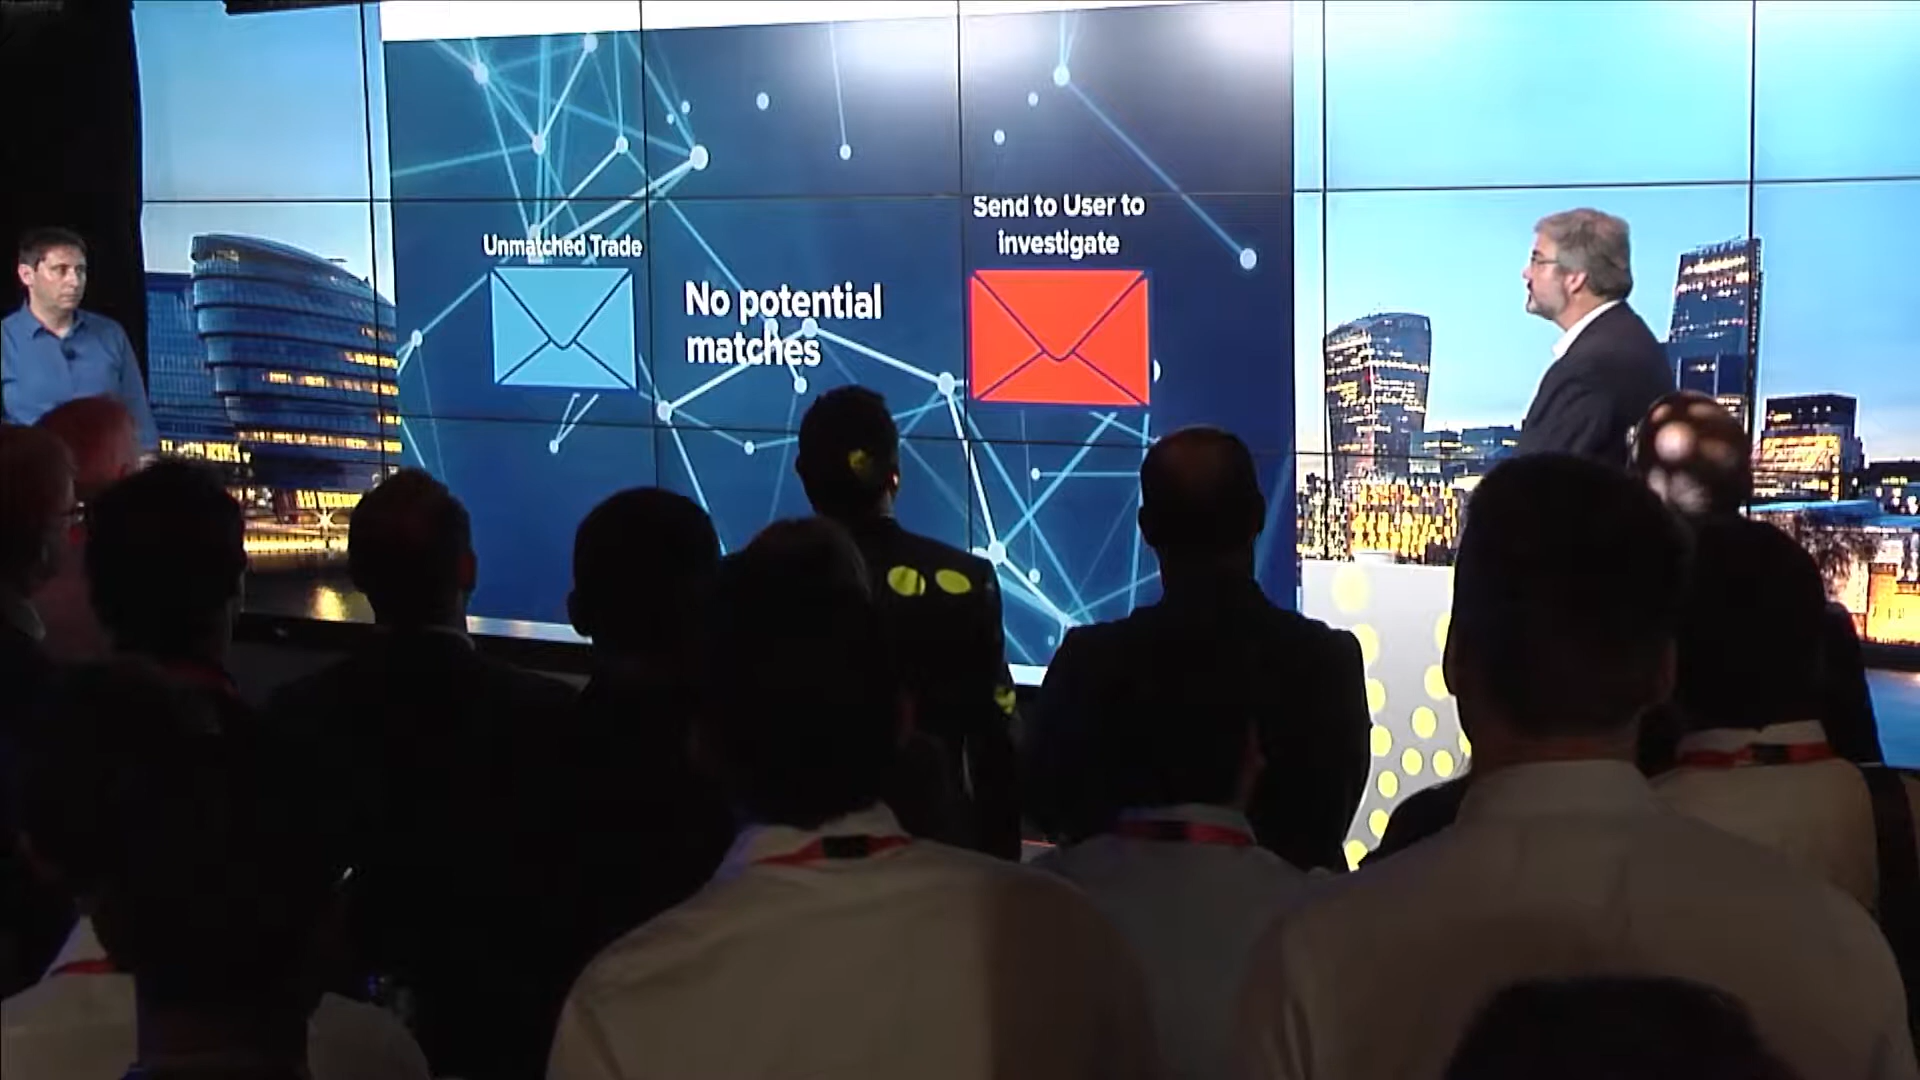 Unmatched Trade
No potential
matches
Send to User to
investigate